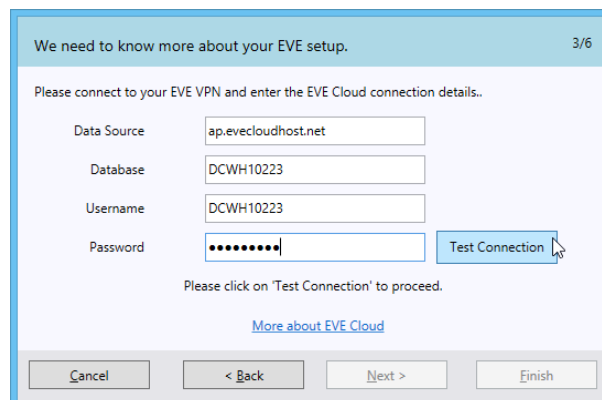 We need to know more about your EVE setup. 3/6
Please connect to your EVE VPN and enter the EVE Cloud connection details..
Data Source ap.evecloudhost.net
Database DCWH10223
Username DCWH10223
Password ●●●●●●●●● Test Connection
Please click on 'Test Connection' to proceed.
More about EVE Cloud
Cancel < Back Next > Finish